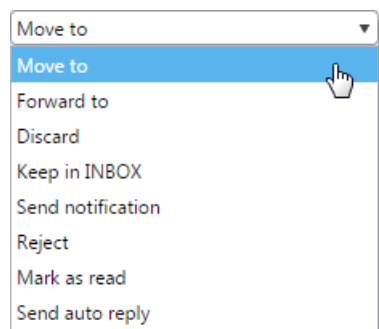 Move to
Move to
Forward to
Discard
Keep in INBOX
Send notification
Reject
Mark as read
Send auto reply